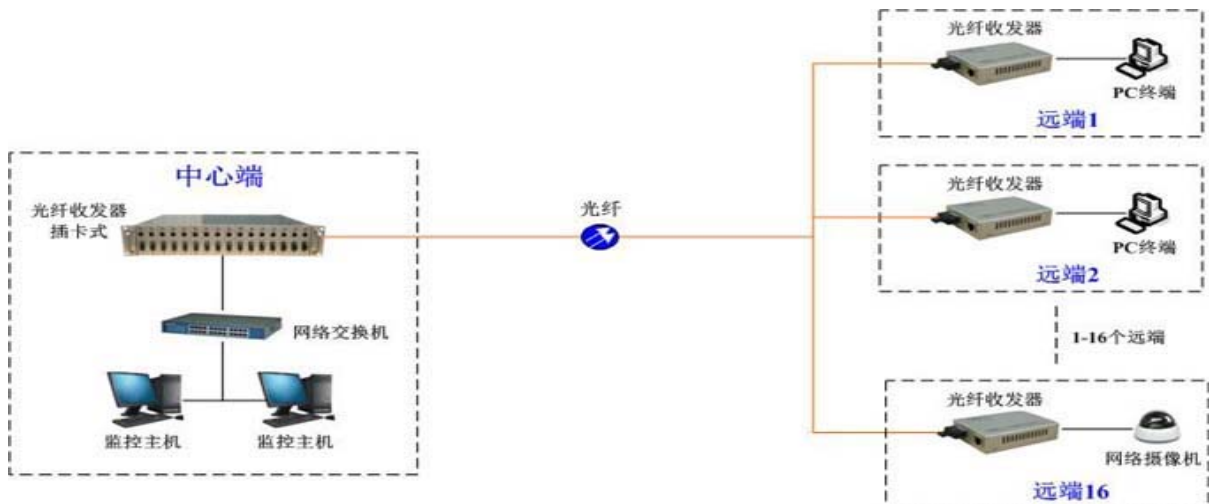 中心端
光纤收发器
插卡式
网络交换机
监控主机
监控主机
光纤
光纤收发器
PC终端
远端1
光纤收发器
PC终端
远端2
1-16个远端
光纤收发器
网络摄像机
远端16